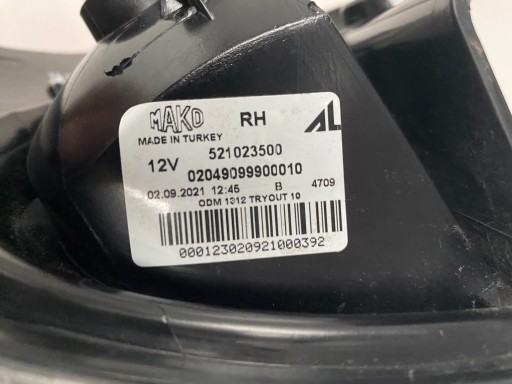 MAKO RH AL
MADE IN TURKEY
12V 521023500
02049099900010
02.09.2021 12:45 B 4709
ODM 1312 TRYOUT 10
000123020921000392